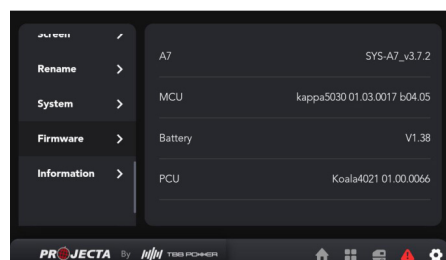 Screen
Rename
System
Firmware
Information
A7 SYS-A7_v3.7.2
MCU kappa5030 01.03.0017 b04.05
Battery V1.38
PCU Koala4021 01.00.0066
PROJECTA By TBB POWER